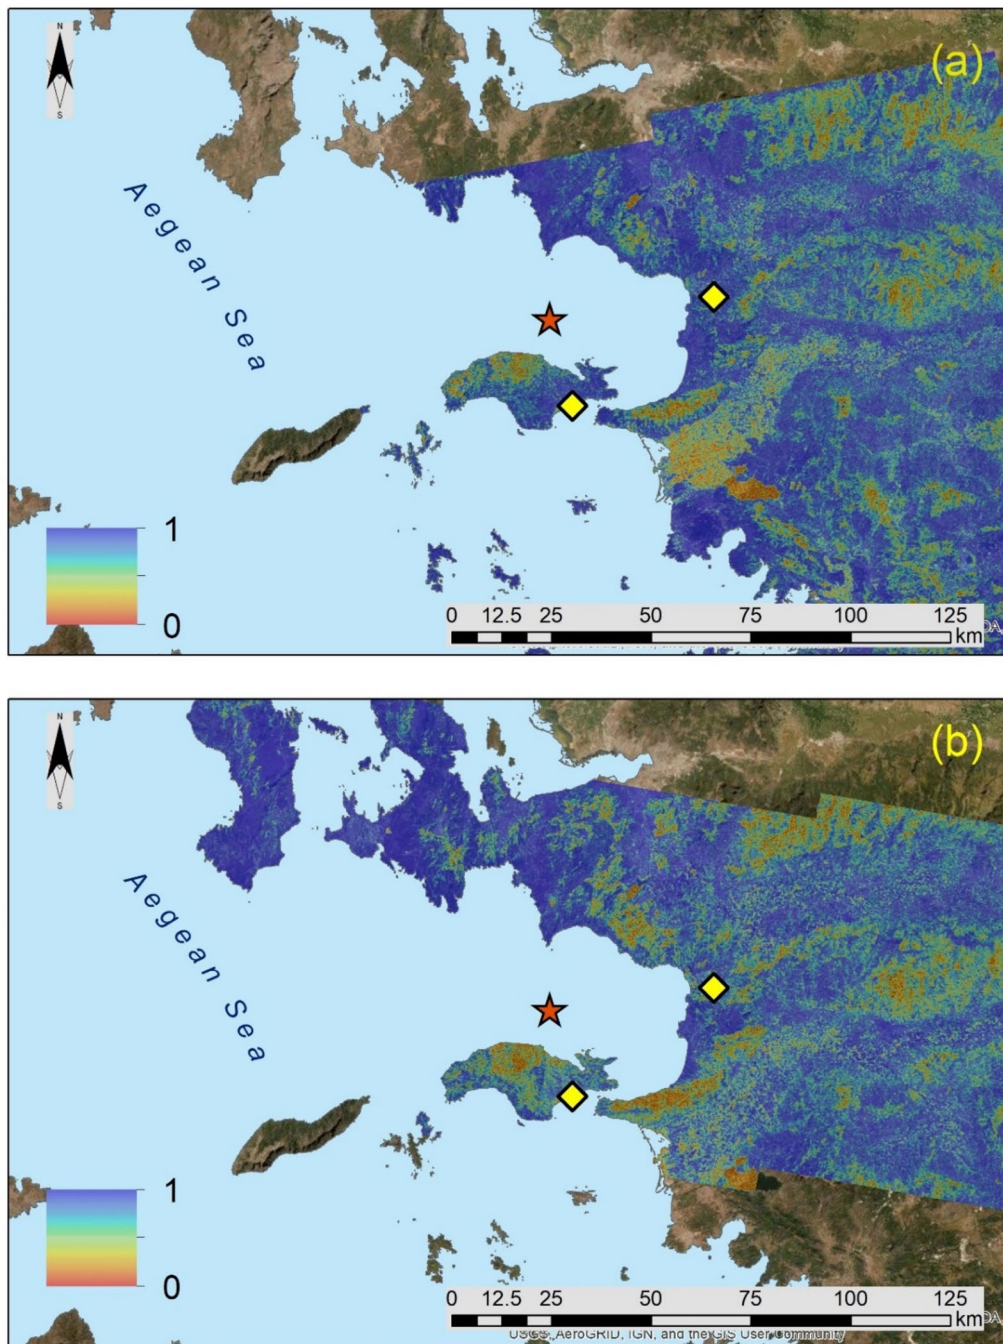 N
(a)
S
Aegean Sea
1
0
0 12.5 25 50 75 100 125
km
N
(b)
S
Aegean Sea
1
0
0 12.5 25 50 75 100 125
km
USGS, AeroGRID, IGN, and the GIS User Community